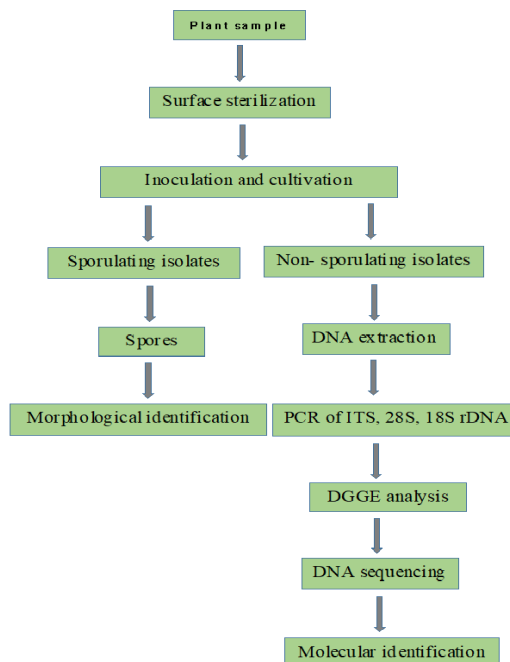 Plant sample
Surface sterilization
Inoculation and cultivation
Sporulating isolates
Non- sporulating isolates
Spores
DNA extraction
Morphological identification
PCR of ITS, 28S, 18S rDNA
DGGE analysis
DNA sequencing
Molecular identification